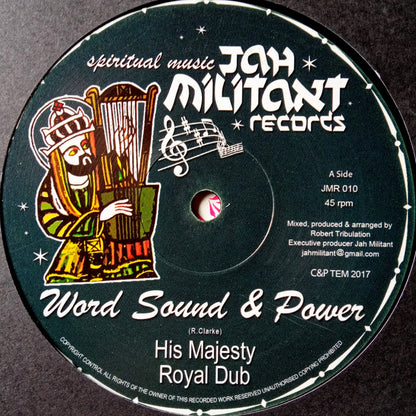 spiritual music
JAH
MILITANT
records
A Side
JMR 010
45 rpm
Mixed, produced & arranged by
Robert Tribulation
Executive producer Jah Militant
jahmilitant@gmail.com
C&P TEM 2017
Word Sound & Power
(R.Clarke)
His Majesty
Royal Dub
COPYRIGHT CONTROL ALL RIGHTS OF THE OWNER OF THIS RECORDED WORK RESERVED UNAUTHORISED COPYING PROHIBITED